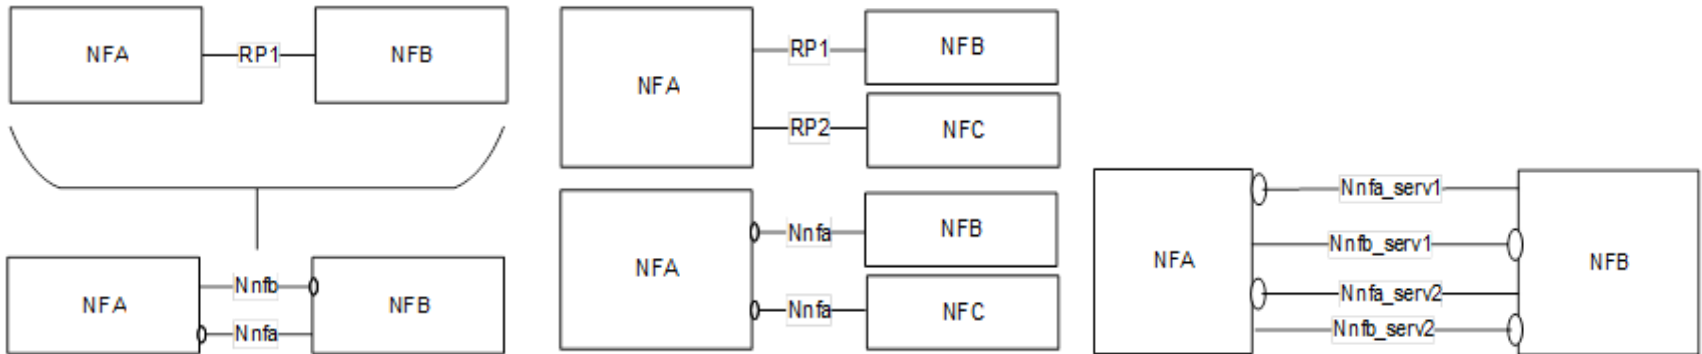 NFA
RP1
NFB
Nnfb
NFA
NFB
Nnfa
RP1
NFB
NFA
RP2
NFC
Nnfa
NFB
NFA
Nnfa
NFC
Nnfa_serv1
Nnfb_serv1
NFA
NFB
Nnfa_serv2
Nnfb_serv2